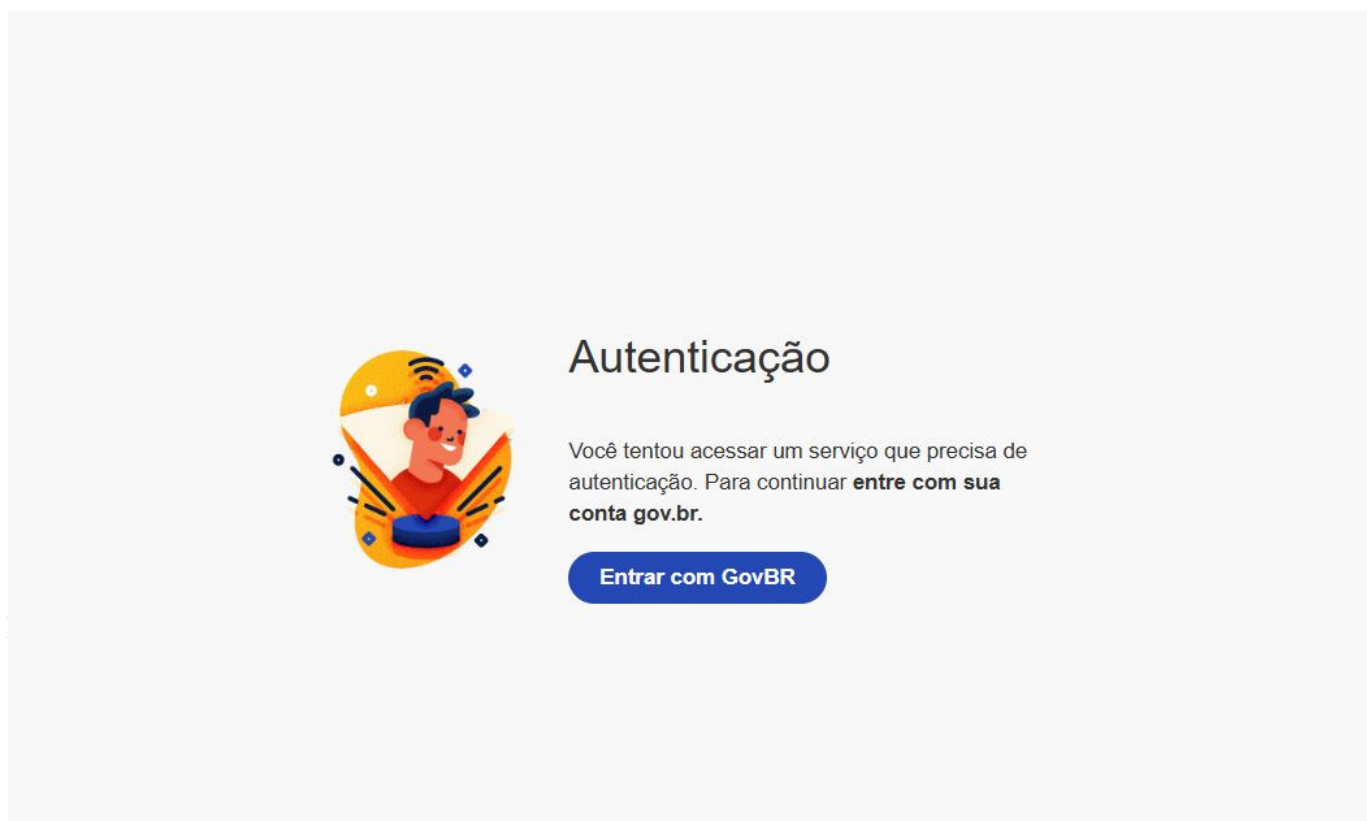 Autenticação
Você tentou acessar um serviço que precisa de
autenticação. Para continuar entre com sua
conta gov.br.
Entrar com GovBR